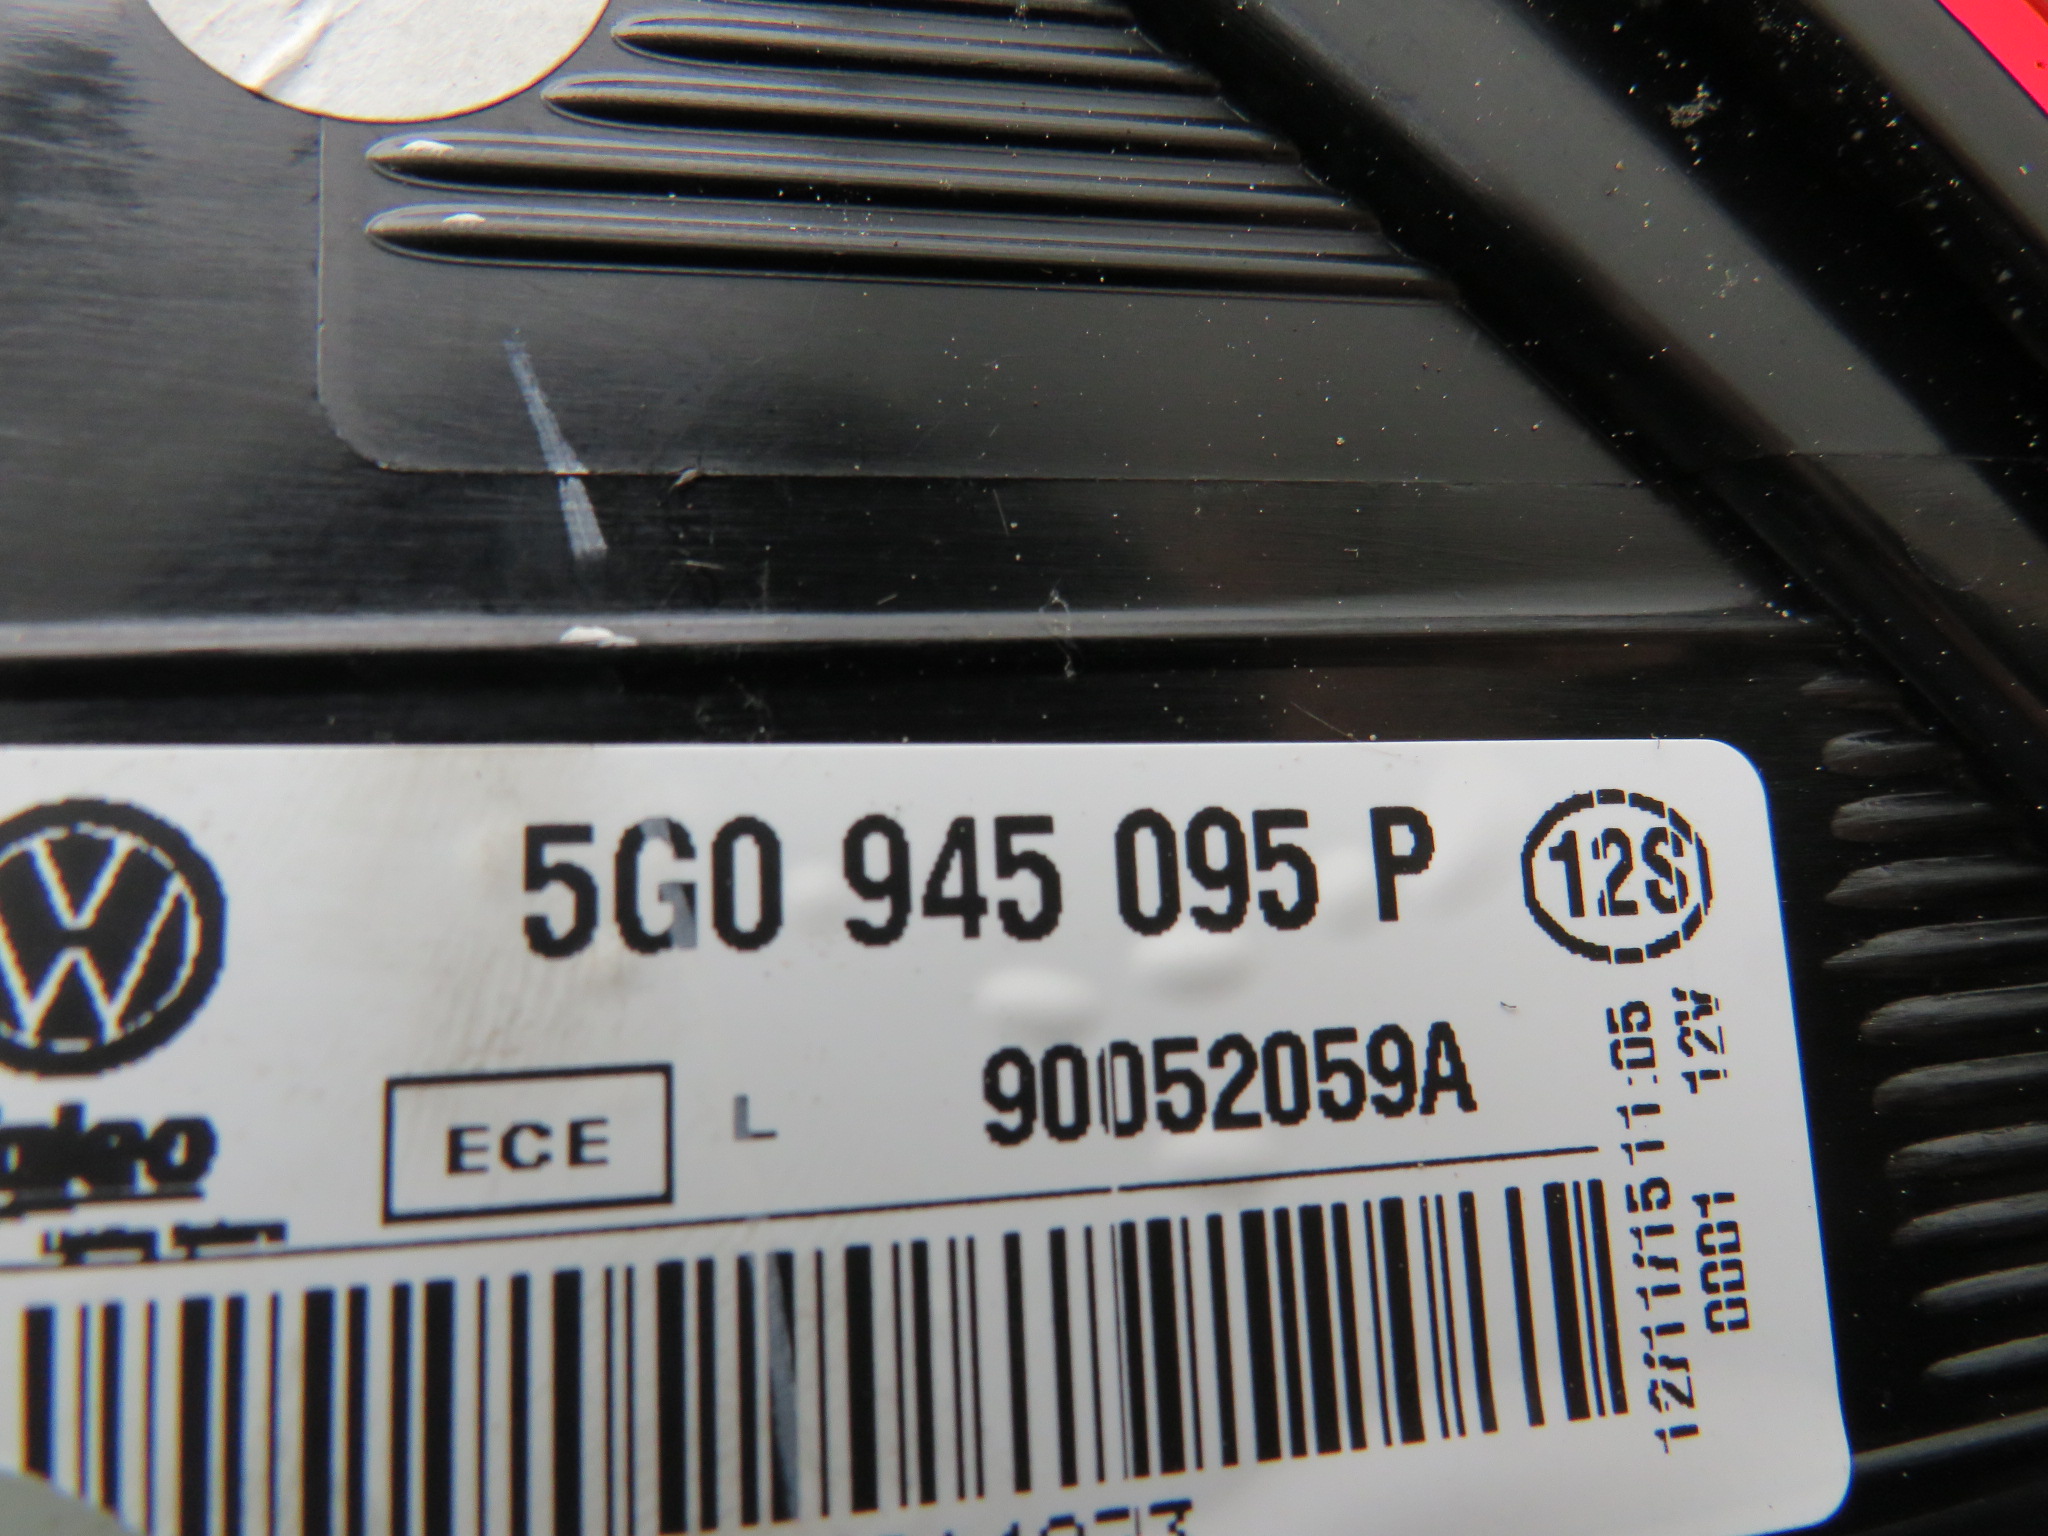 5G0 945 095 P
12S
ECE L 90052059A
12/11/15 11:05
0001 12V